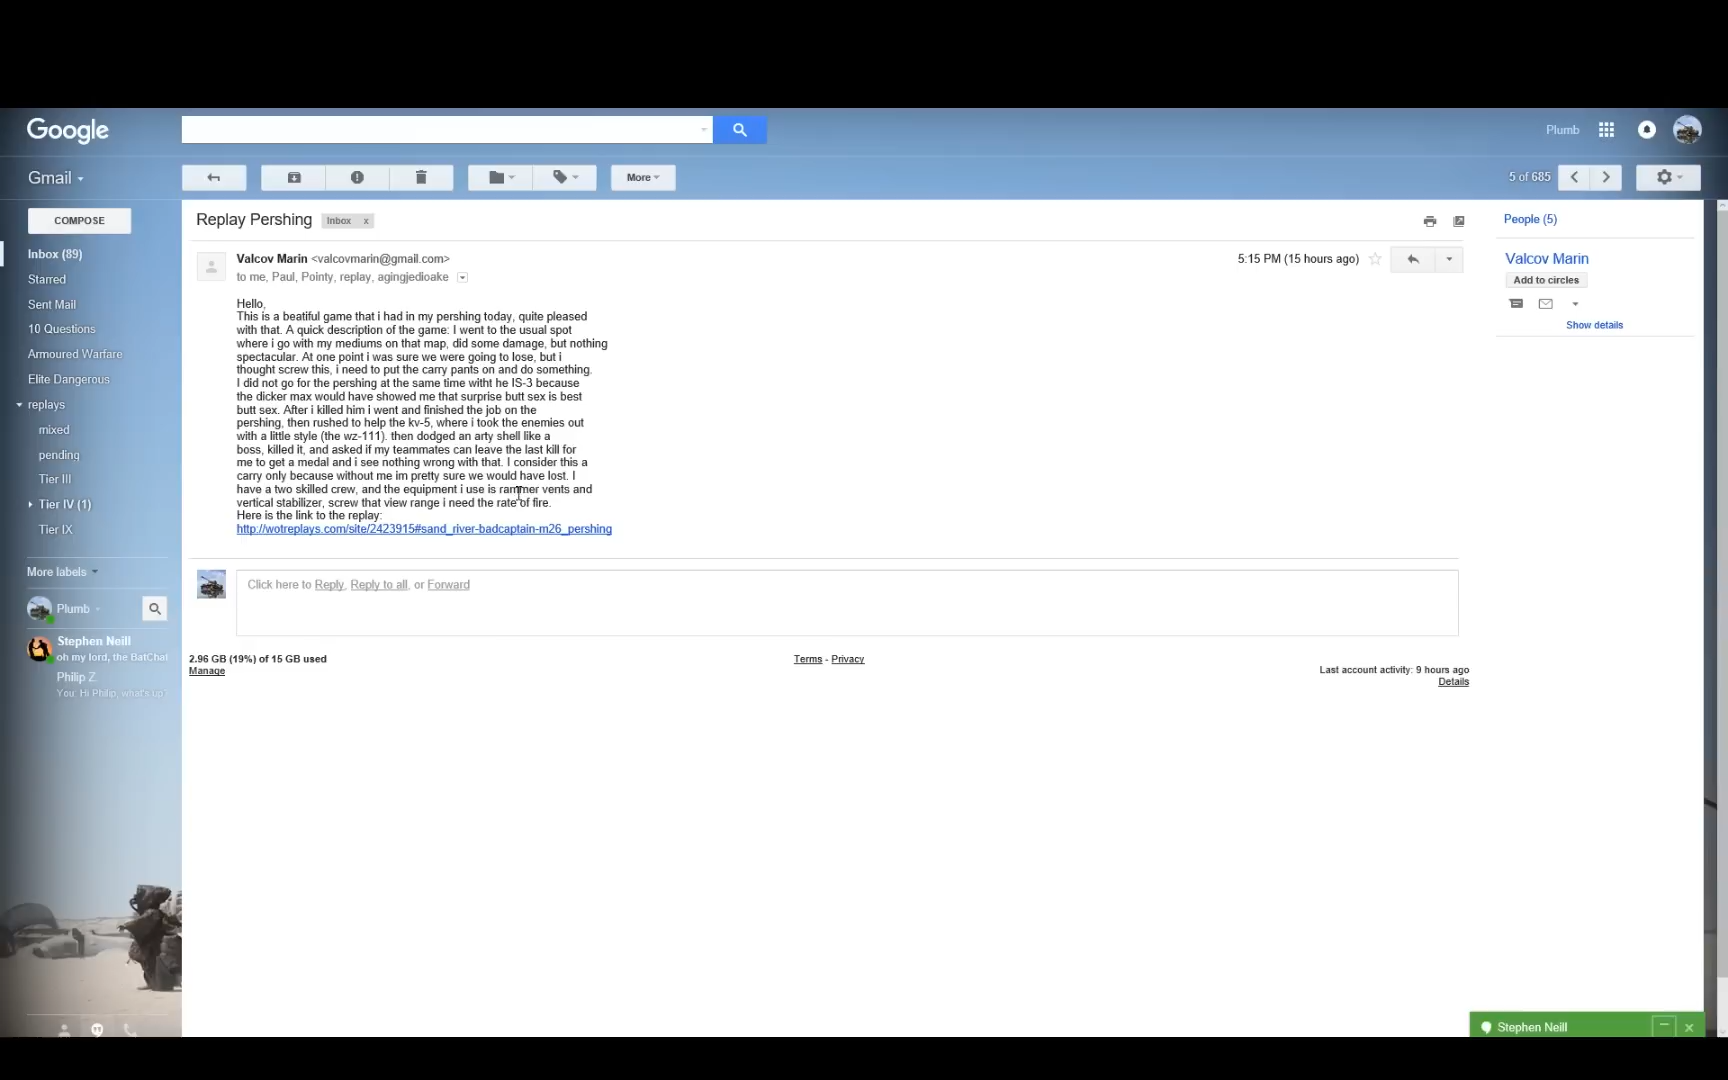 Google
Plumb
Gmail
More
5 of 685
COMPOSE
Replay Pershing
Inbox x
People (5)
Inbox (89)
Starred
Sent Mail
10 Questions
Armoured Warfare
Elite Dangerous
replays
mixed
pending
Tier III
Tier IV (1)
Tier IX
More labels
Plumb
Stephen Neill
oh my lord, the BatChat
Philip Z.
You: Hi Philip, what's up?
Valcov Marin <valcovmarin@gmail.com>
5:15 PM (15 hours ago)
to me, Paul, Pointy, replay, agingjedioake
Hello,
This is a beatiful game that i had in my pershing today, quite pleased
with that. A quick description of the game: I went to the usual spot
where i go with my mediums on that map, did some damage, but nothing
spectacular. At one point i was sure we were going to lose, but i
thought screw this, i need to put the carry pants on and do something.
I did not go for the pershing at the same time witht he IS-3 because
the dicker max would have showed me that surprise butt sex is best
butt sex. After i killed him i went and finished the job on the
pershing, then rushed to help the kv-5, where i took the enemies out
with a little style (the wz-111). then dodged an arty shell like a
boss, killed it, and asked if my teammates can leave the last kill for
me to get a medal and i see nothing wrong with that. I consider this a
carry only because without me im pretty sure we would have lost. I
have a two skilled crew, and the equipment i use is rammer vents and
vertical stabilizer, screw that view range i need the rate of fire.
Here is the link to the replay:
http://wotreplays.com/site/2423915#sand_river-badcaptain-m26_pershing
Click here to Reply, Reply to all, or Forward
2.96 GB (19%) of 15 GB used
Manage
Terms - Privacy
Last account activity: 9 hours ago
Details
Valcov Marin
Add to circles
Show details
Stephen Neill